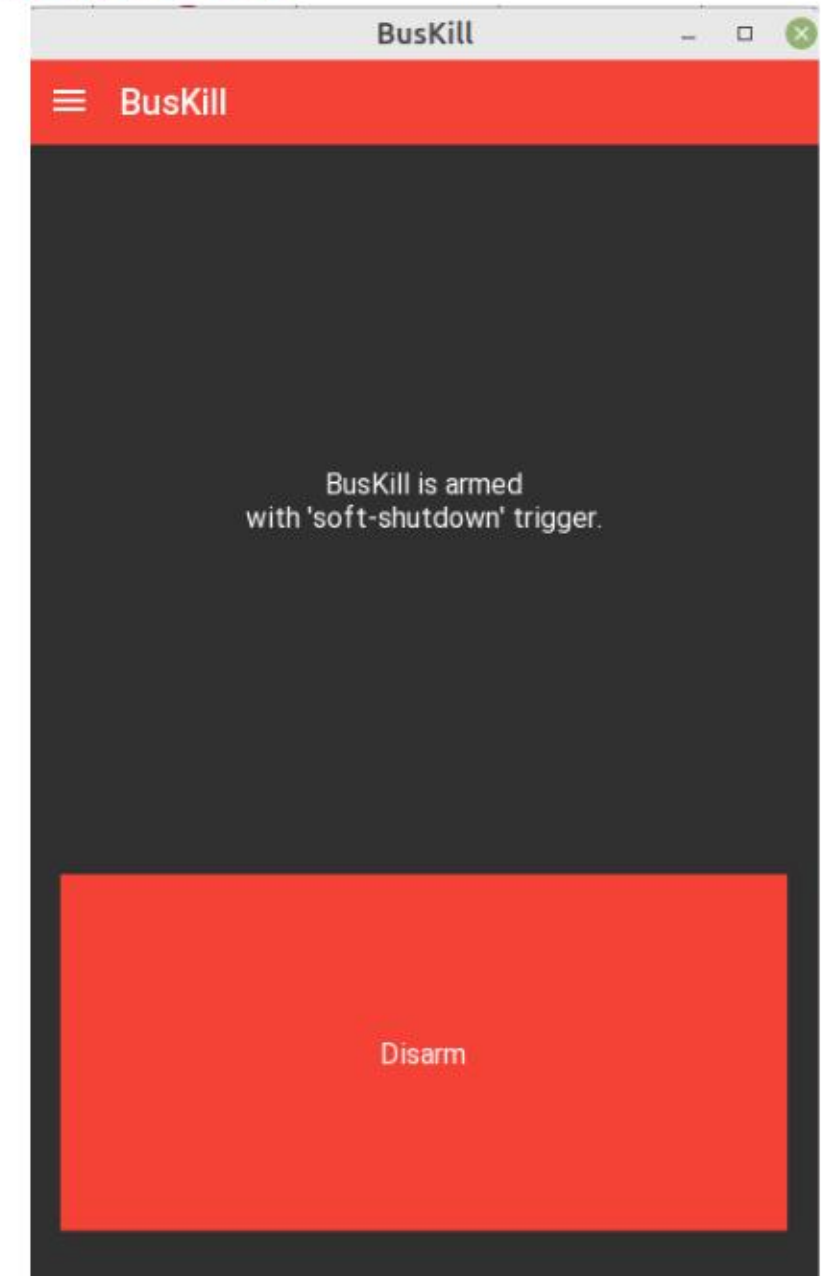 BusKill
BusKill
BusKill is armed
with 'soft-shutdown' trigger.
Disarm